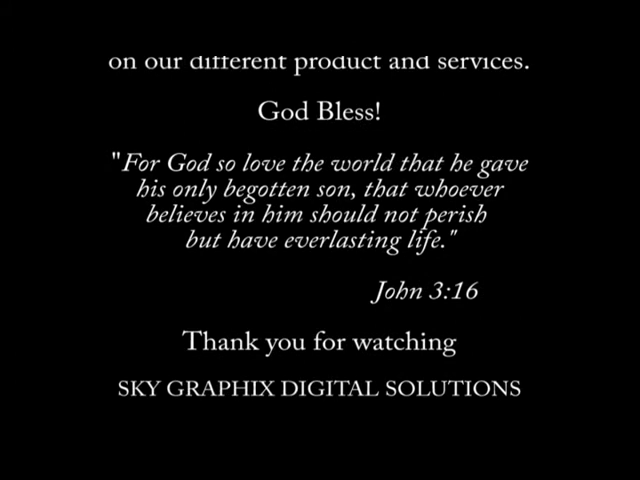 on our different product and services.
God Bless!
"For God so love the world that he gave
his only begotten son, that whoever
believes in him should not perish
but have everlasting life."
John 3:16
Thank you for watching
SKY GRAPHIX DIGITAL SOLUTIONS